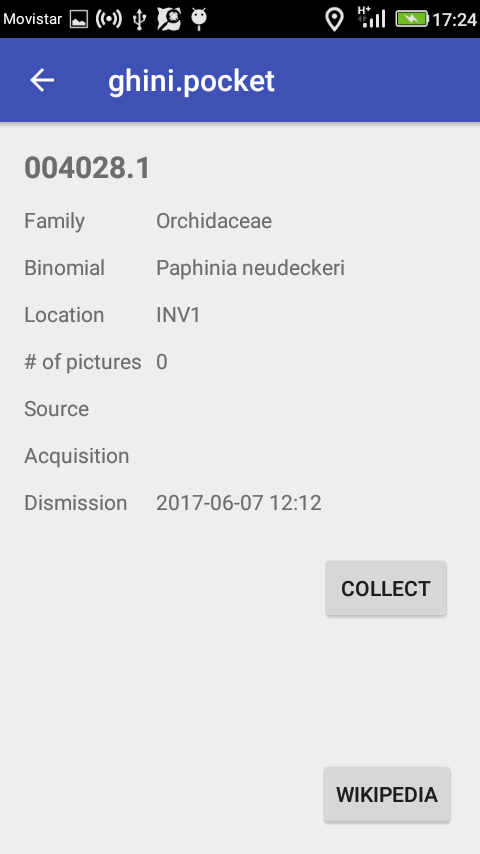 Movistar H+ 17:24
ghini.pocket
004028.1
Family Orchidaceae
Binomial Paphinia neudeckeri
Location INV1
# of pictures 0
Source
Acquisition
Dismission 2017-06-07 12:12
COLLECT
WIKIPEDIA